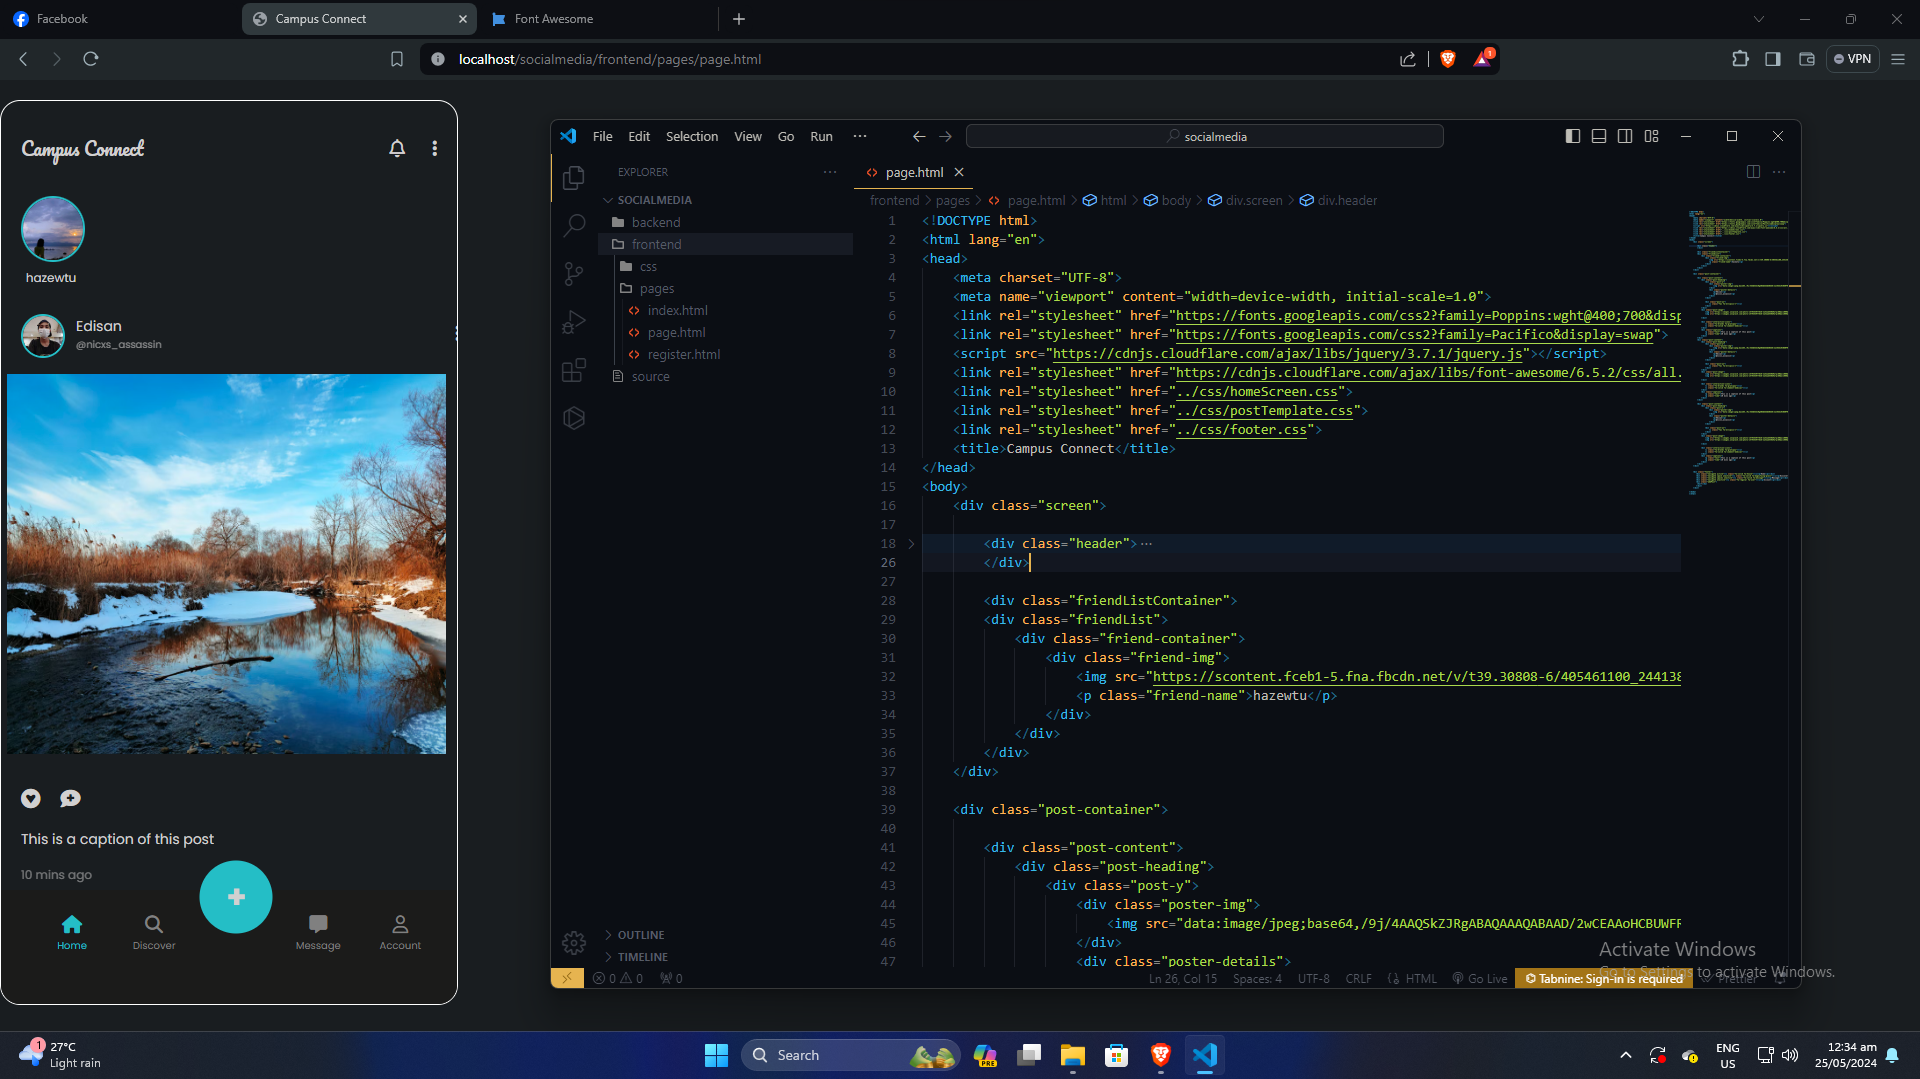 Facebook
Campus Connect
Font Awesome
localhost/socialmedia/frontend/pages/page.html
1
VPN
Campus Connect
hazewtu
Edisan
@nicxs_assassin
This is a caption of this post
10 mins ago
Home
Discover
Message
Account
File Edit Selection View Go Run
socialmedia
EXPLORER
SOCIALMEDIA
backend
frontend
css
pages
index.html
page.html
register.html
source
OUTLINE
TIMELINE
page.html
frontend > pages > page.html > html > body > div.screen > div.header
1 <!DOCTYPE html>
2 <html lang="en">
3 <head>
4 <meta charset="UTF-8">
5 <meta name="viewport" content="width=device-width, initial-scale=1.0">
6 <link rel="stylesheet" href="https://fonts.googleapis.com/css2?family=Poppins:wght@400;700&disp
7 <link rel="stylesheet" href="https://fonts.googleapis.com/css2?family=Pacifico&display=swap">
8 <script src="https://cdnjs.cloudflare.com/ajax/libs/jquery/3.7.1/jquery.js"></script>
9 <link rel="stylesheet" href="https://cdnjs.cloudflare.com/ajax/libs/font-awesome/6.5.2/css/all.
10 <link rel="stylesheet" href="../css/homeScreen.css">
11 <link rel="stylesheet" href="../css/postTemplate.css">
12 <link rel="stylesheet" href="../css/footer.css">
13 <title>Campus Connect</title>
14 </head>
15 <body>
16 <div class="screen">
17
18 <div class="header">···
26 </div>
27
28 <div class="friendListContainer">
29 <div class="friendList">
30 <div class="friend-container">
31 <div class="friend-img">
32 <img src="https://scontent.fceb1-5.fna.fbcdn.net/v/t39.30808-6/405461100_244138
33 <p class="friend-name">hazewtu</p>
34 </div>
35 </div>
36 </div>
37 </div>
38
39 <div class="post-container">
40
41 <div class="post-content">
42 <div class="post-heading">
43 <div class="post-y">
44 <div class="poster-img">
45 <img src="data:image/jpeg;base64,/9j/4AAQSkZJRgABAQAAAQABAAD/2wCEAAoHCBUWFF
46 </div>
47 <div class="poster-details">
Activate Windows
Go to Settings to activate Windows.
0 0 0
Ln 26, Col 15 Spaces: 4 UTF-8 CRLF HTML Go Live Tabnine: Sign-in is required Prettier
1
27°C
Light rain
Search
PRE
ENG
US
12:34 am
25/05/2024